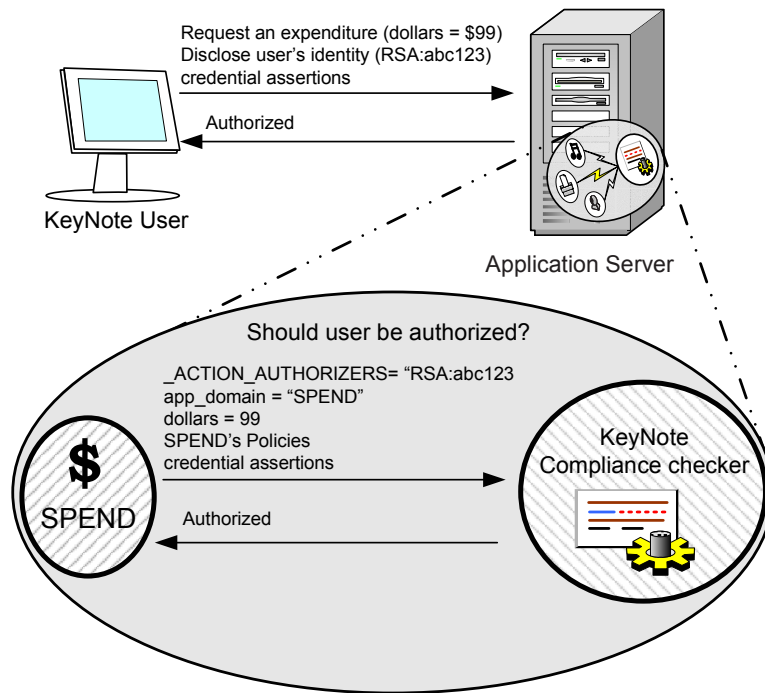 Request an expenditure (dollars = $99)
Disclose user's identity (RSA:abc123)
credential assertions
Authorized
KeyNote User
Application Server
Should user be authorized?
_ACTION_AUTHORIZERS= “RSA:abc123
app_domain = “SPEND”
dollars = 99
SPEND's Policies
credential assertions
$
SPEND
Authorized
KeyNote
Compliance checker